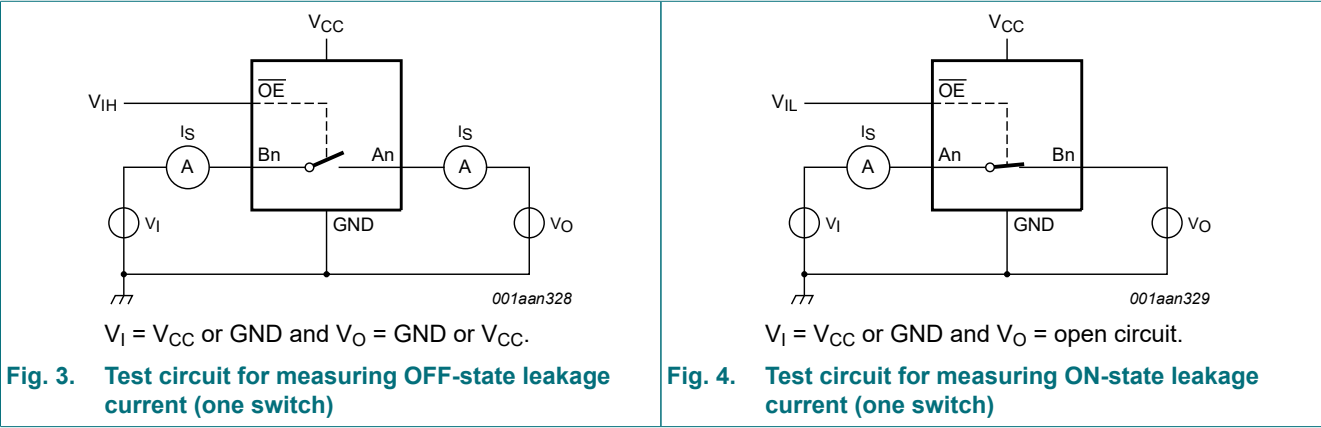 VCC
OE
VIH
IS
A
Bn
An
IS
A
VI
GND
VO
001aan328
VI = VCC or GND and VO = GND or VCC.
Fig. 3. Test circuit for measuring OFF-state leakage
current (one switch)
VCC
OE
VIL
IS
A
An
Bn
VI
GND
VO
001aan329
VI = VCC or GND and VO = open circuit.
Fig. 4. Test circuit for measuring ON-state leakage
current (one switch)